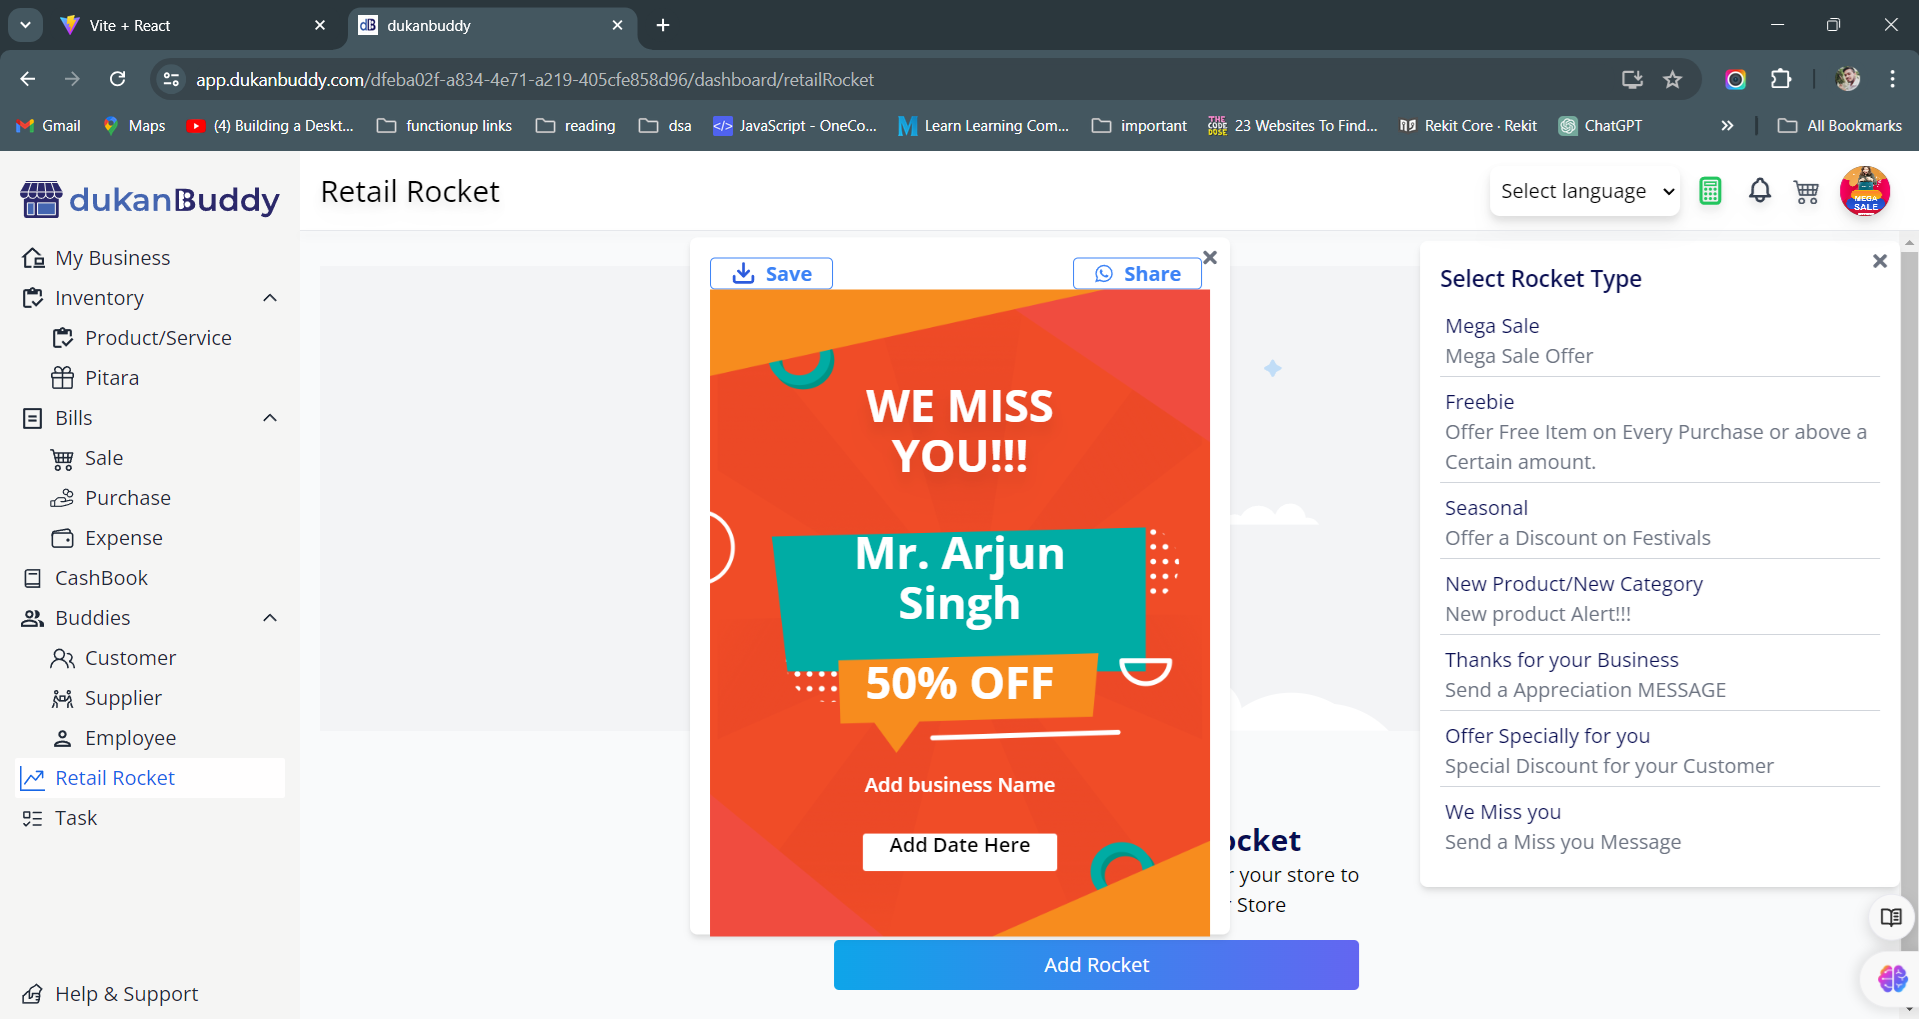 Vite + React
dukanbuddy
app.dukanbuddy.com/dfeba02f-a834-4e71-a219-405cfe858d96/dashboard/retailRocket
Gmail
Maps
(4) Building a Deskt...
functionup links
reading
dsa
JavaScript - OneCo...
Learn Learning Com...
important
THE CODE DOSE
23 Websites To Find...
Rekit Core · Rekit
ChatGPT
All Bookmarks
dukanBuddy
Retail Rocket
Select language
MEGA
SALE
My Business
Inventory
Product/Service
Pitara
Bills
Sale
Purchase
Expense
CashBook
Buddies
Customer
Supplier
Employee
Retail Rocket
Task
Help & Support
Save
Share
WE MISS
YOU!!!
Mr. Arjun
Singh
50% OFF
Add business Name
Add Date Here
ocket
your store to
Store
Add Rocket
Select Rocket Type
Mega Sale
Mega Sale Offer
Freebie
Offer Free Item on Every Purchase or above a
Certain amount.
Seasonal
Offer a Discount on Festivals
New Product/New Category
New product Alert!!!
Thanks for your Business
Send a Appreciation MESSAGE
Offer Specially for you
Special Discount for your Customer
We Miss you
Send a Miss you Message